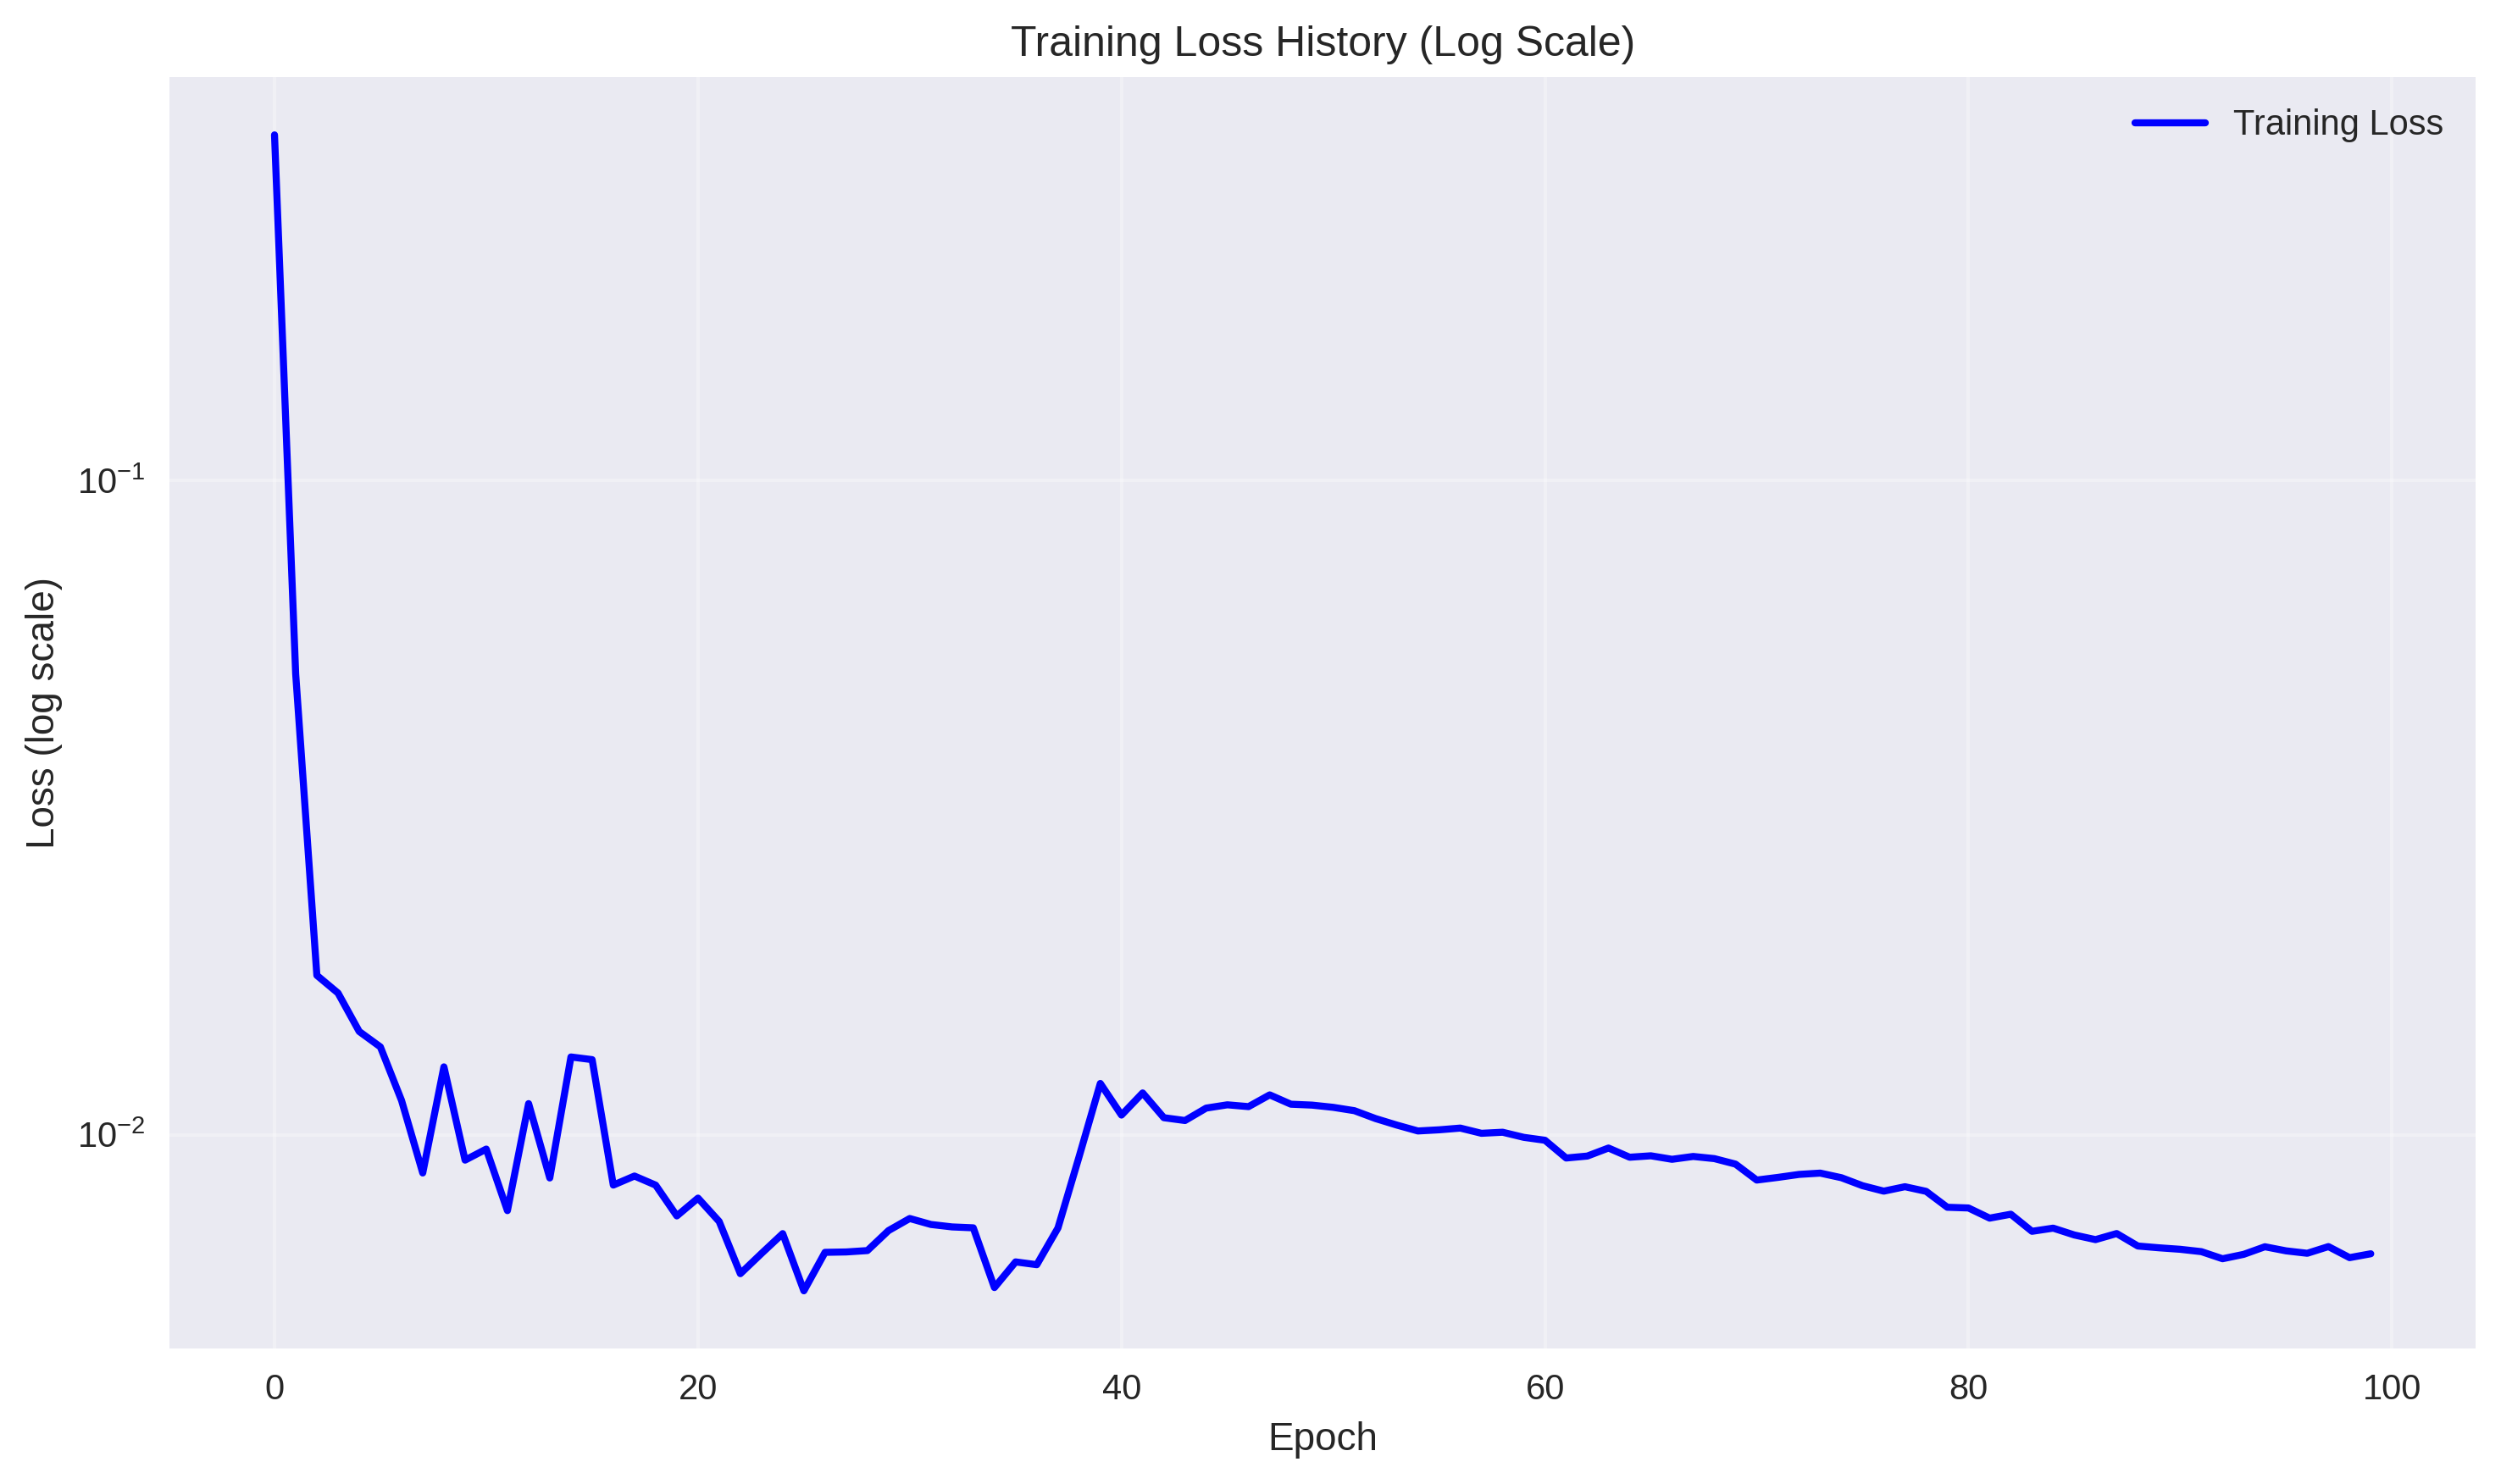 Training Loss History (Log Scale)
Training Loss
10⁻¹
10⁻²
Loss (log scale)
0 20 40 60 80 100
Epoch